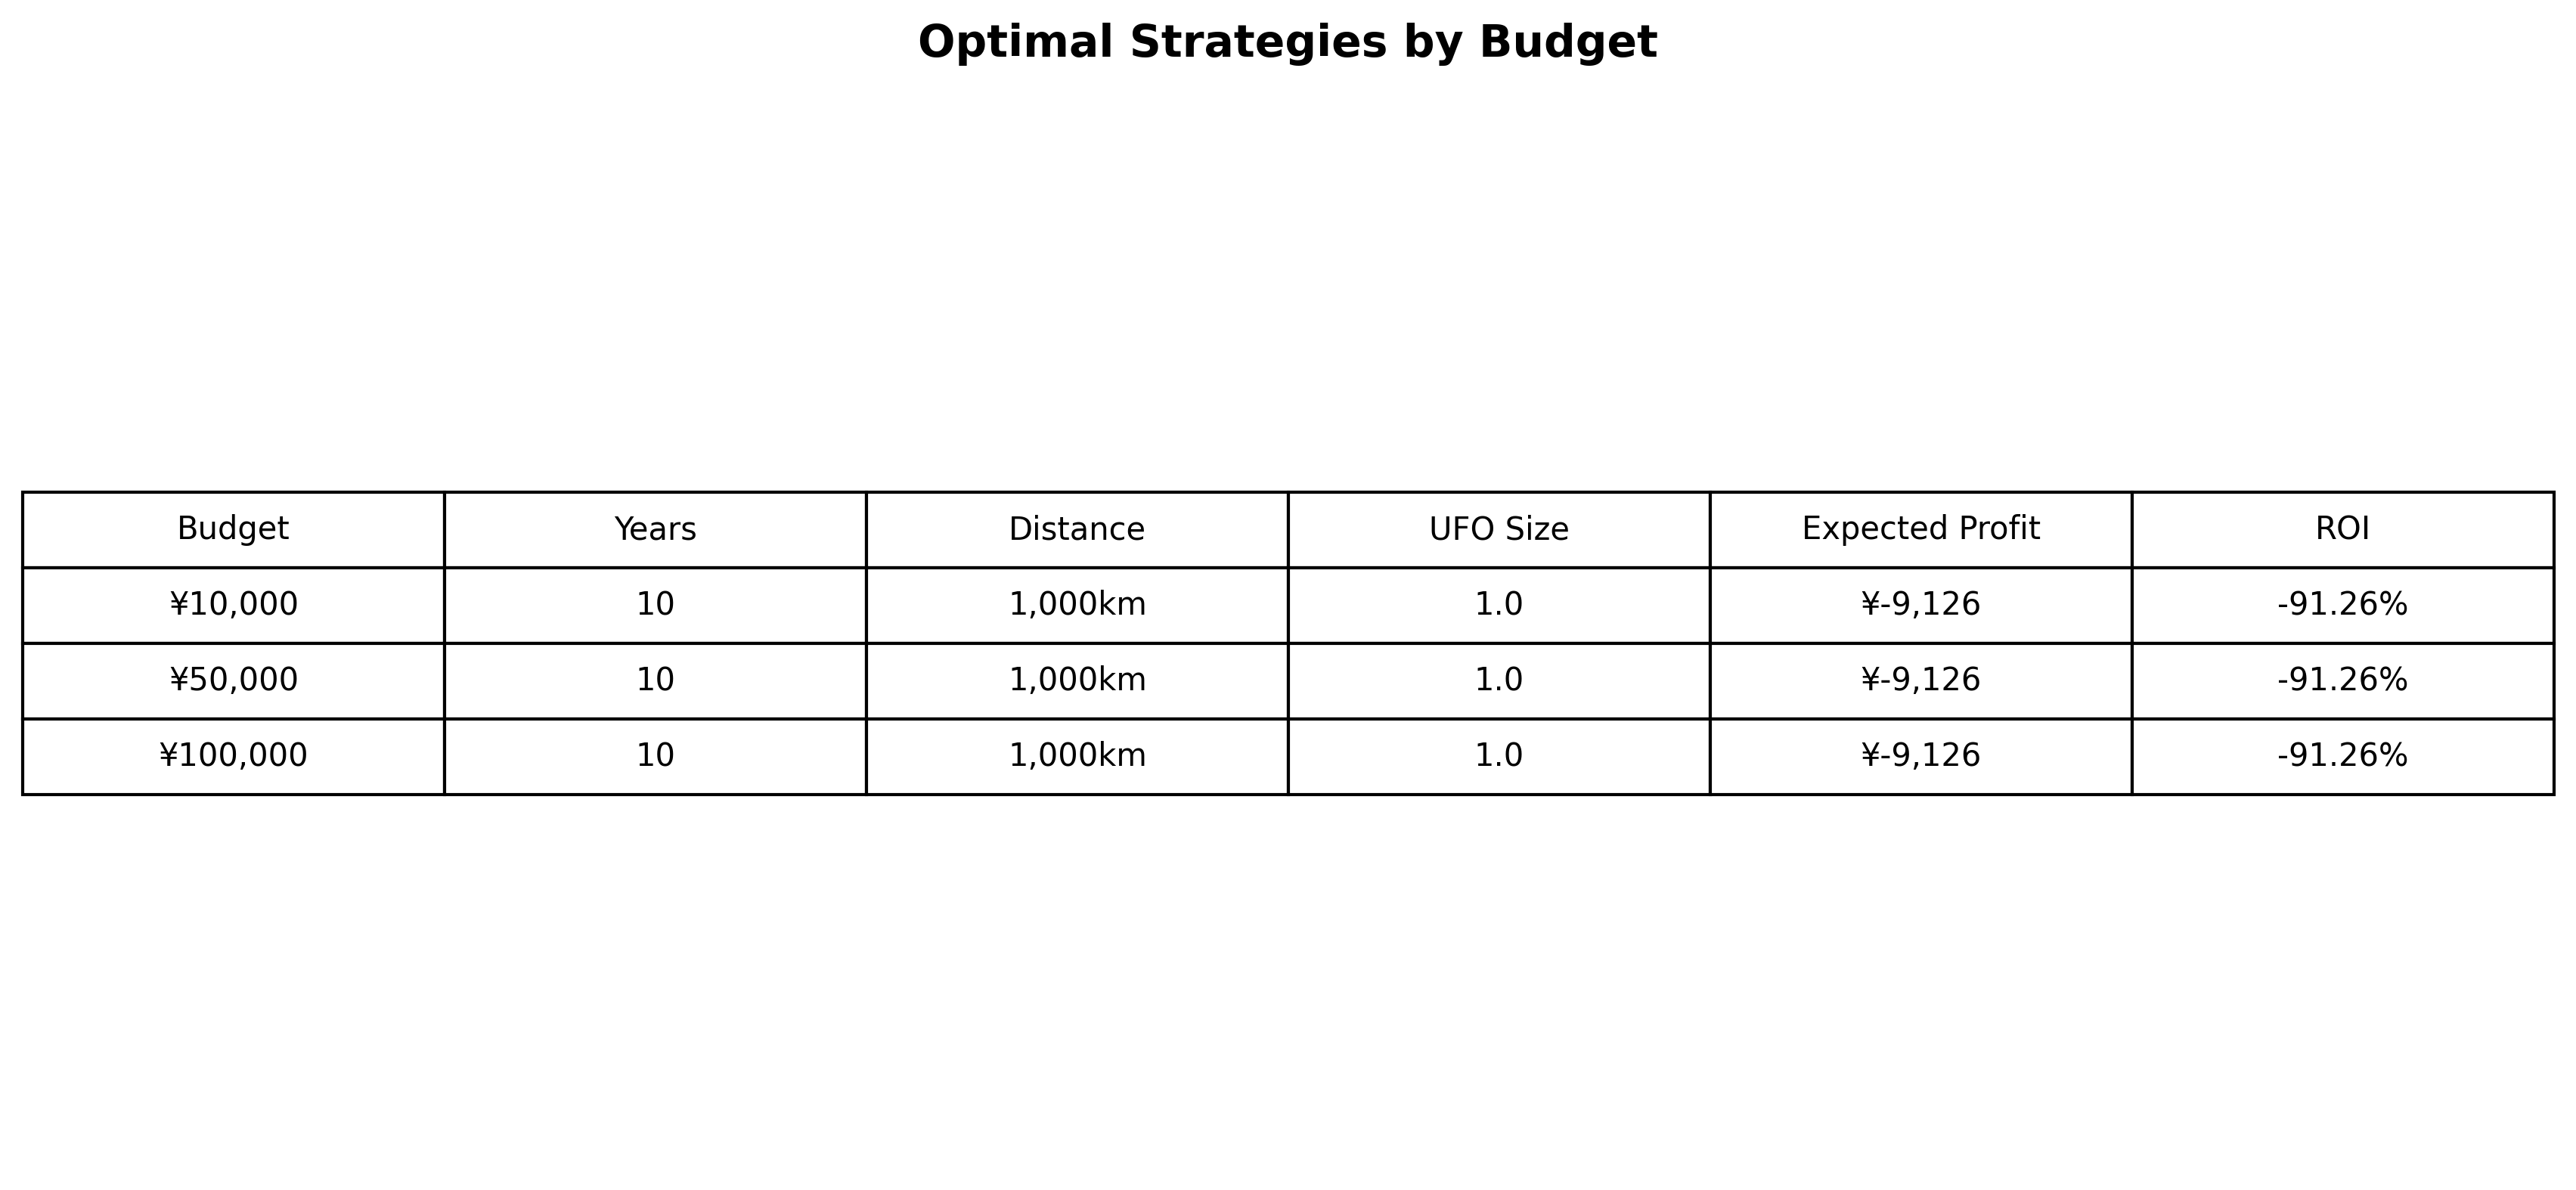 Optimal Strategies by Budget
Budget Years Distance UFO Size Expected Profit ROI
¥10,000 10 1,000km 1.0 ¥-9,126 -91.26%
¥50,000 10 1,000km 1.0 ¥-9,126 -91.26%
¥100,000 10 1,000km 1.0 ¥-9,126 -91.26%